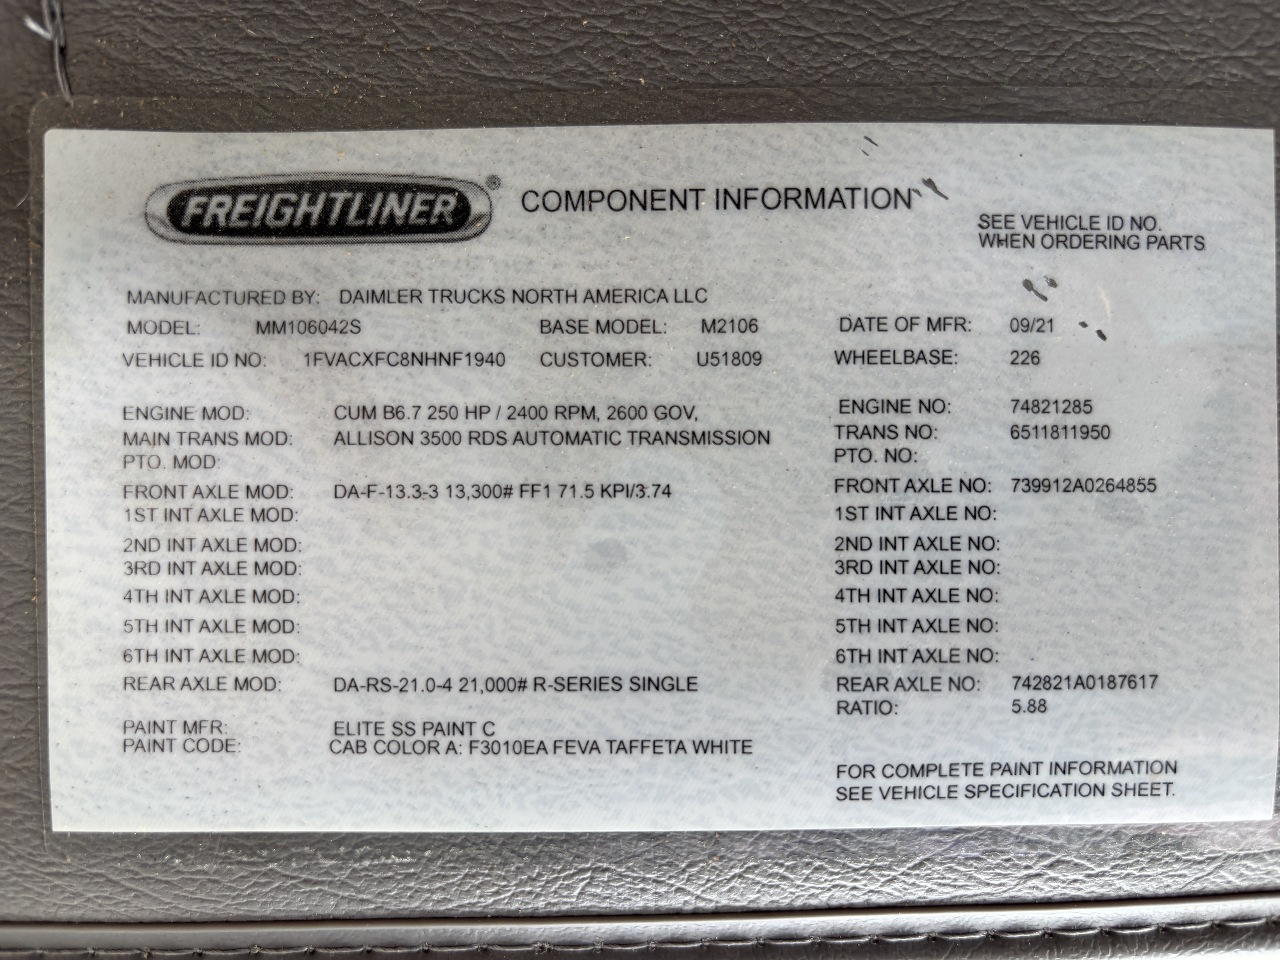 FREIGHTLINER® COMPONENT INFORMATION
SEE VEHICLE ID NO.
WHEN ORDERING PARTS
MANUFACTURED BY: DAIMLER TRUCKS NORTH AMERICA LLC
MODEL: MM106042S BASE MODEL: M2106 DATE OF MFR: 09/21
VEHICLE ID NO: 1FVACXFC8NHNF1940 CUSTOMER: U51809 WHEELBASE: 226
ENGINE MOD: CUM B6.7 250 HP / 2400 RPM, 2600 GOV, ENGINE NO: 74821285
MAIN TRANS MOD: ALLISON 3500 RDS AUTOMATIC TRANSMISSION TRANS NO: 6511811950
PTO. MOD: PTO. NO:
FRONT AXLE MOD: DA-F-13.3-3 13,300# FF1 71.5 KPI/3.74 FRONT AXLE NO: 739912A0264855
1ST INT AXLE MOD: 1ST INT AXLE NO:
2ND INT AXLE MOD: 2ND INT AXLE NO:
3RD INT AXLE MOD: 3RD INT AXLE NO:
4TH INT AXLE MOD: 4TH INT AXLE NO:
5TH INT AXLE MOD: 5TH INT AXLE NO:
6TH INT AXLE MOD: 6TH INT AXLE NO:
REAR AXLE MOD: DA-RS-21.0-4 21,000# R-SERIES SINGLE REAR AXLE NO: 742821A0187617
RATIO: 5.88
PAINT MFR: ELITE SS PAINT C
PAINT CODE: CAB COLOR A: F3010EA FEVA TAFFETA WHITE
FOR COMPLETE PAINT INFORMATION
SEE VEHICLE SPECIFICATION SHEET.